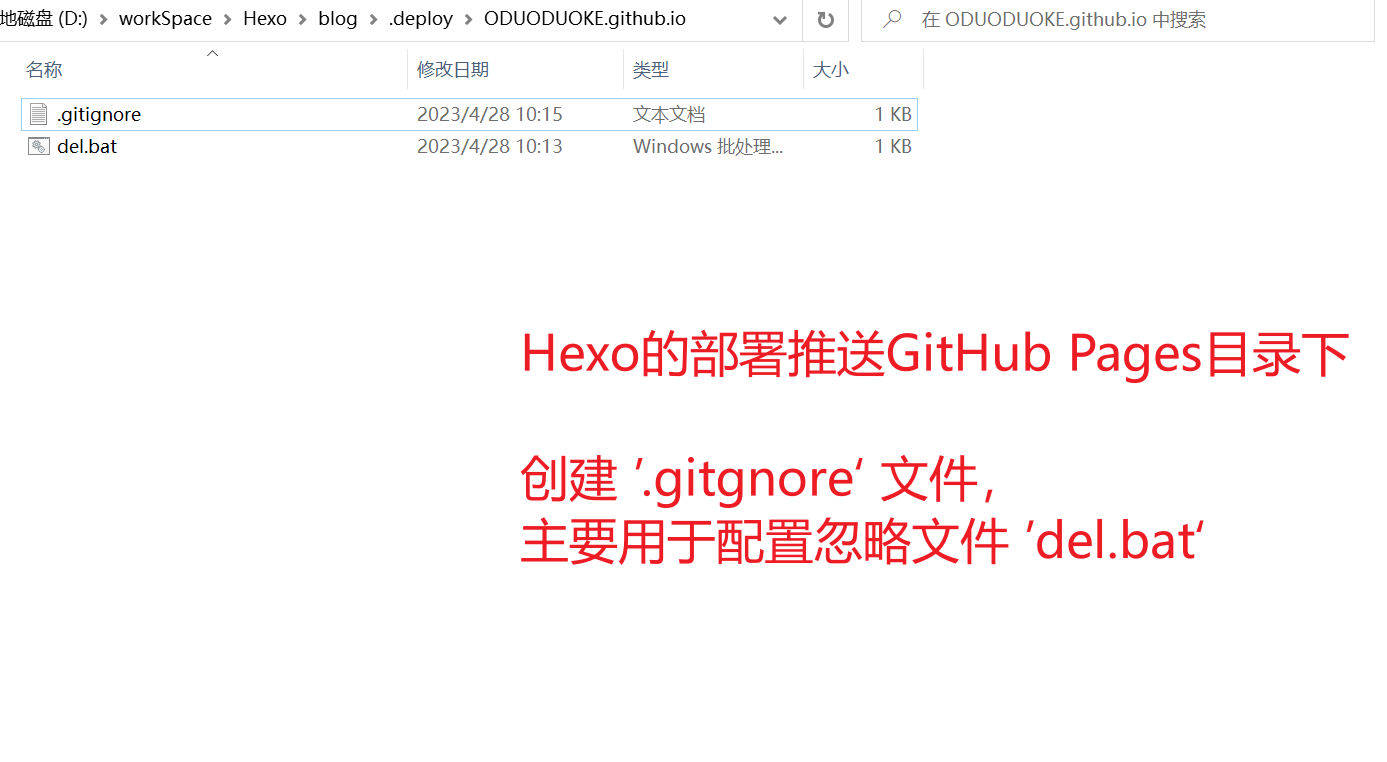 地磁盘 (D:) > workSpace > Hexo > blog > .deploy > ODUODUOKE.github.io
在 ODUODUOKE.github.io 中搜索
名称 修改日期 类型 大小
.gitignore 2023/4/28 10:15 文本文档 1 KB
del.bat 2023/4/28 10:13 Windows 批处理... 1 KB
Hexo的部署推送GitHub Pages目录下
创建 ’.gitgnore‘ 文件，
主要用于配置忽略文件 ’del.bat‘